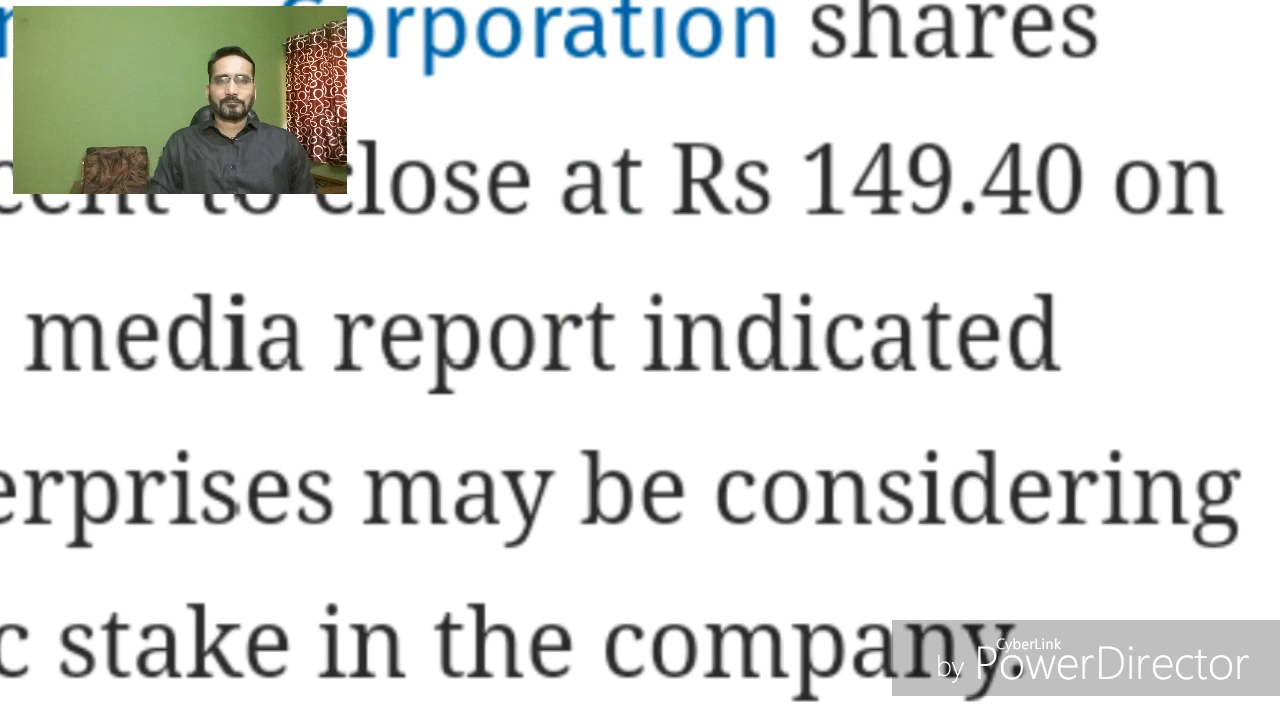 orporation shares
close at Rs 149.40 on
media report indicated
erprises may be considering
c stake in the company.
CyberLink
by PowerDirector